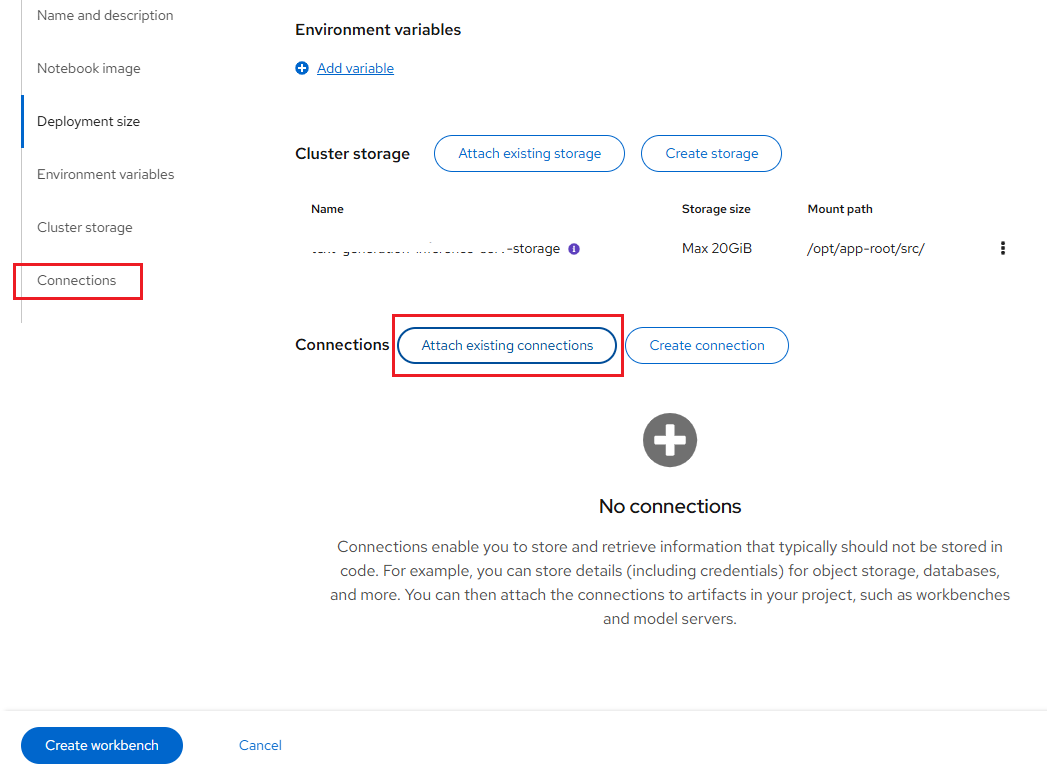 Name and description
Notebook image
Deployment size
Environment variables
Cluster storage
Connections
Environment variables
Add variable
Cluster storage Attach existing storage Create storage
Name Storage size Mount path
-storage Max 20GiB /opt/app-root/src/
Connections Attach existing connections Create connection
No connections
Connections enable you to store and retrieve information that typically should not be stored in
code. For example, you can store details (including credentials) for object storage, databases,
and more. You can then attach the connections to artifacts in your project, such as workbenches
and model servers.
Create workbench Cancel